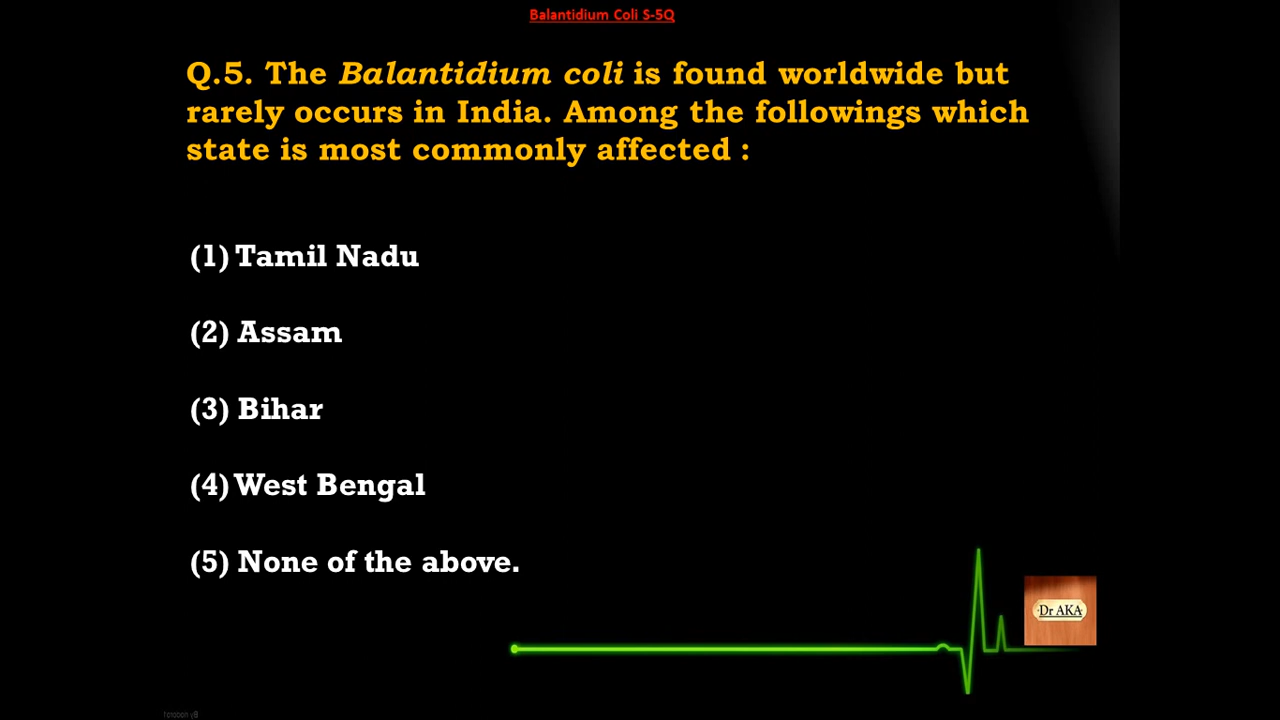 Balantidium Coli S-5Q
Q.5. The Balantidium coli is found worldwide but
rarely occurs in India. Among the followings which
state is most commonly affected :
(1) Tamil Nadu
(2) Assam
(3) Bihar
(4) West Bengal
(5) None of the above.
Dr AKA